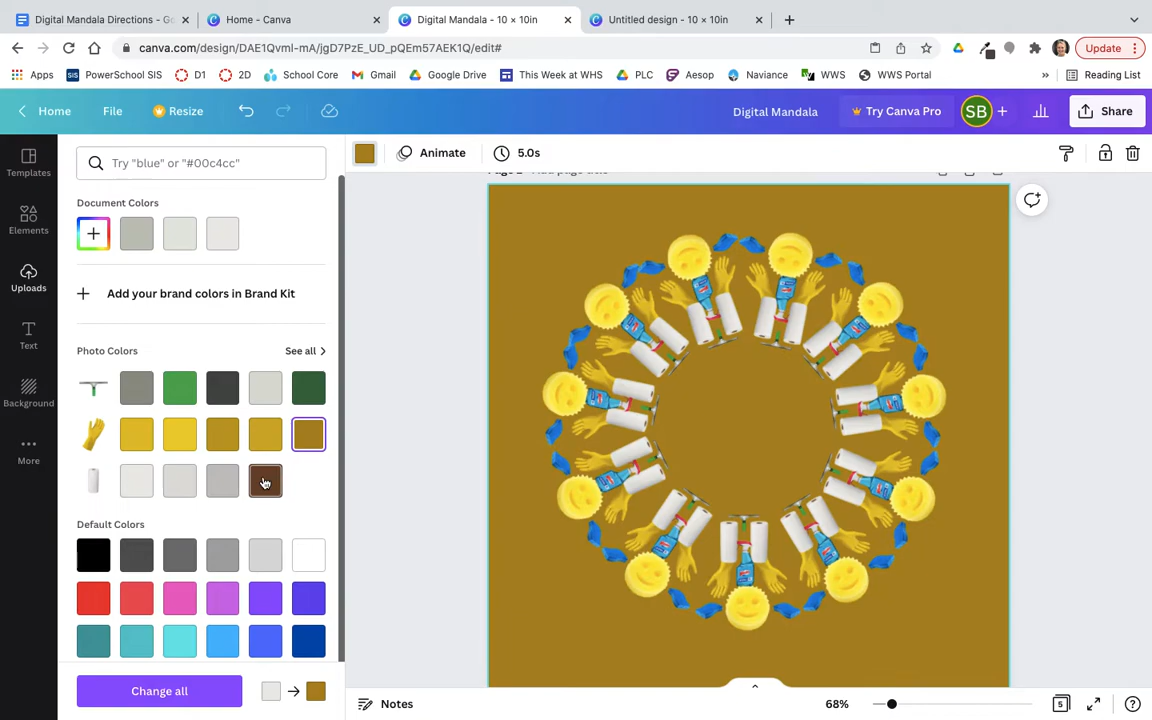 Digital Mandala Directions - Go
Home - Canva
Digital Mandala - 10 × 10in
Untitled design - 10 × 10in
canva.com/design/DAE1Qvml-mA/jgD7PzE_UD_pQEm57AEK1Q/edit#
Update
Apps
PowerSchool SIS
D1
2D
School Core
Gmail
Google Drive
This Week at WHS
PLC
Aesop
Naviance
WWS
WWS Portal
»
Reading List
Home
File
Resize
Digital Mandala
Try Canva Pro
SB
Share
Templates
Elements
Uploads
Text
Background
More
Try "blue" or "#00c4cc"
Animate
5.0s
Document Colors
Add your brand colors in Brand Kit
Photo Colors
See all
Default Colors
Change all
Notes
68%
5